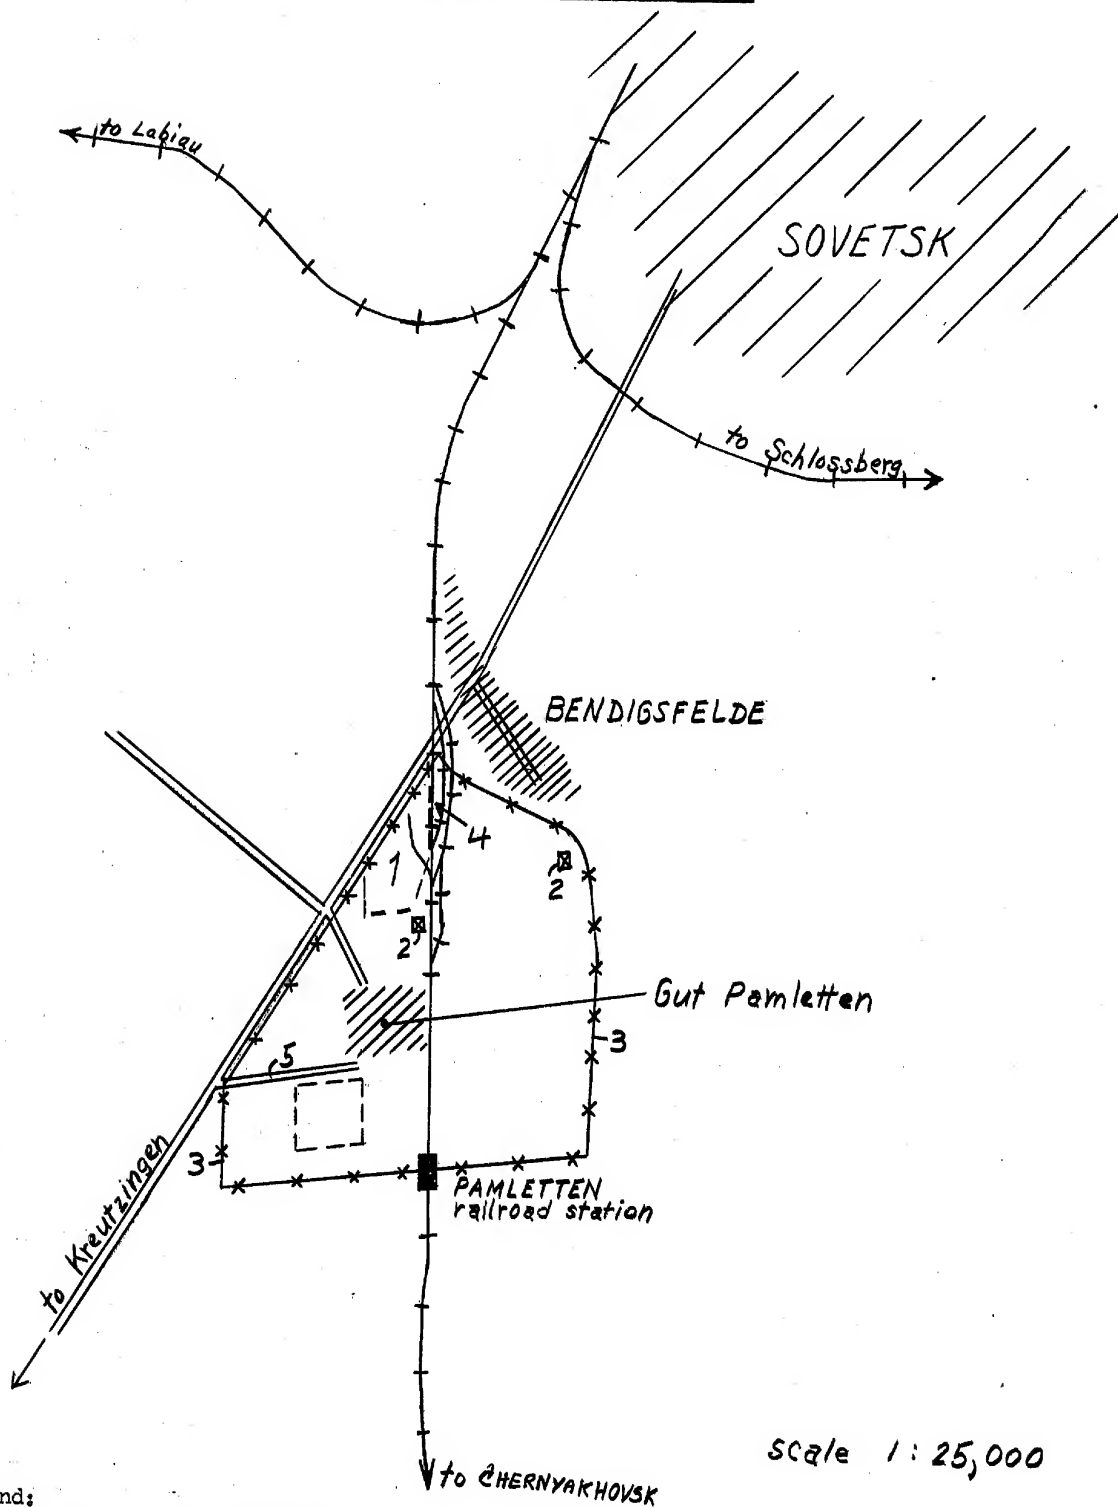 to Labiau
SOVETSK
to Schlossberg
BENDIGSFELDE
4
1
2
2
Gut Pamletten
3
5
3
PAMLETTEN
railroad station
to Kreutzingen
scale 1:25,000
to CHERNYAKHOVSK
nd: